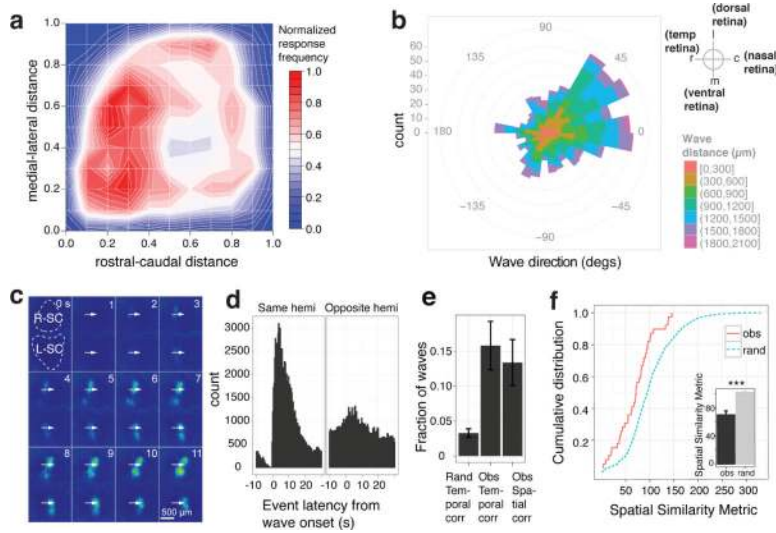 a
Normalized
response
frequency
1.0
0.8
0.6
0.4
0.2
0.0
1.0
0.8
0.6
0.4
0.2
0.0
medial-lateral distance
0.0 0.2 0.4 0.6 0.8 1.0
rostral-caudal distance
b
90
135
45
180
0
-135
-45
-90
60
50
40
30
20
10
0
count
Wave direction (degs)
(dorsal
retina)
l
(temp
retina)
r
c
(nasal
retina)
m
(ventral
retina)
Wave
distance (μm)
[0,300]
(300,600]
(600,900]
(900,1200]
(1200,1500]
(1500,1800]
(1800,2100]
c
0 s 1 2 3
R-SC
L-SC
4 5 6 7
8 9 10 11
500 μm
d
Same hemi Opposite hemi
3000
2500
2000
1500
1000
500
0
count
-10 0 10 20 -10 0 10 20
Event latency from
wave onset (s)
e
0.15
0.10
0.05
0.00
Fraction of waves
Rand Obs Obs
Tem- Tem- Spa-
poral poral tial
corr corr corr
f
1.0
0.8
0.6
0.4
0.2
Cumulative distribution
obs
rand
***
80
40
0
Spatial Similarity Metric
obs rand
50 100 150 200 250 300
Spatial Similarity Metric